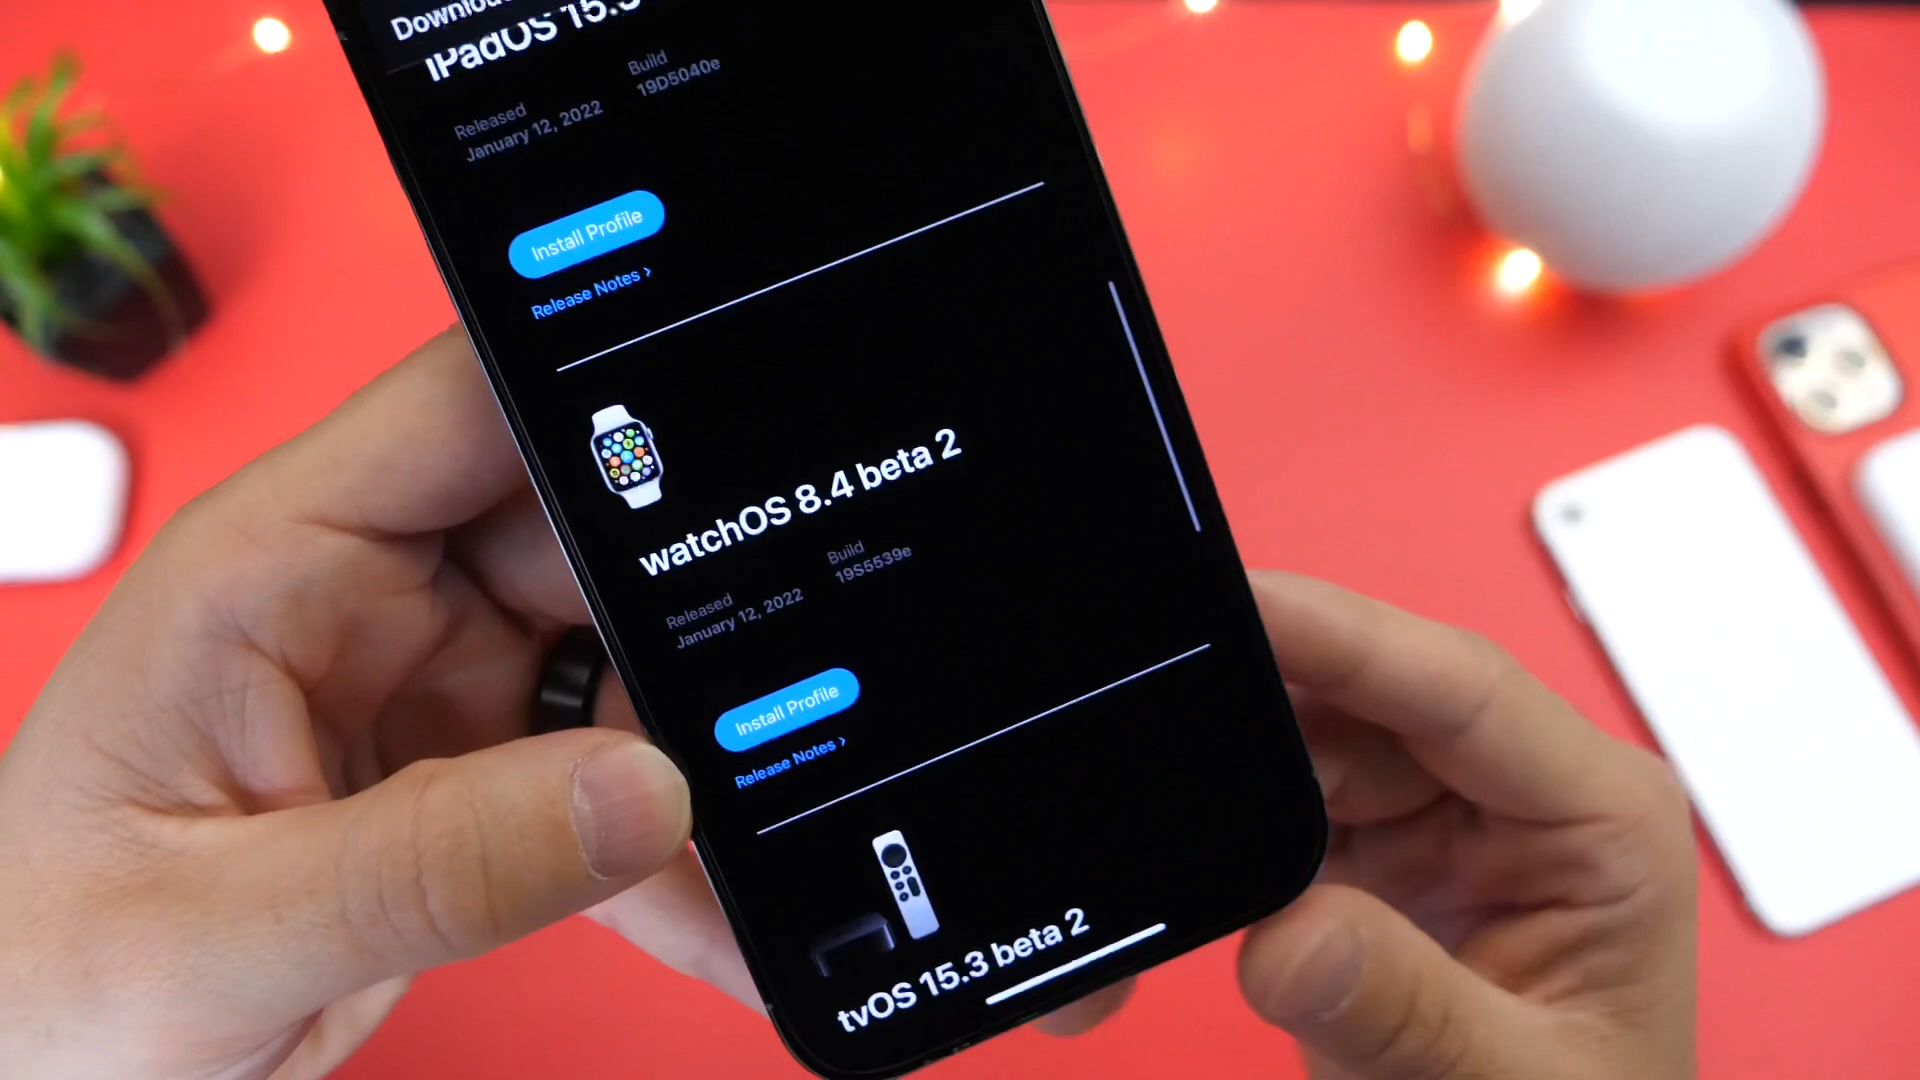 iPadOS 15.3
Released
January 12, 2022
Build
19D5040e
Install Profile
Release Notes ›
watchOS 8.4 beta 2
Released
January 12, 2022
Build
19S5539e
Install Profile
Release Notes ›
tvOS 15.3 beta 2